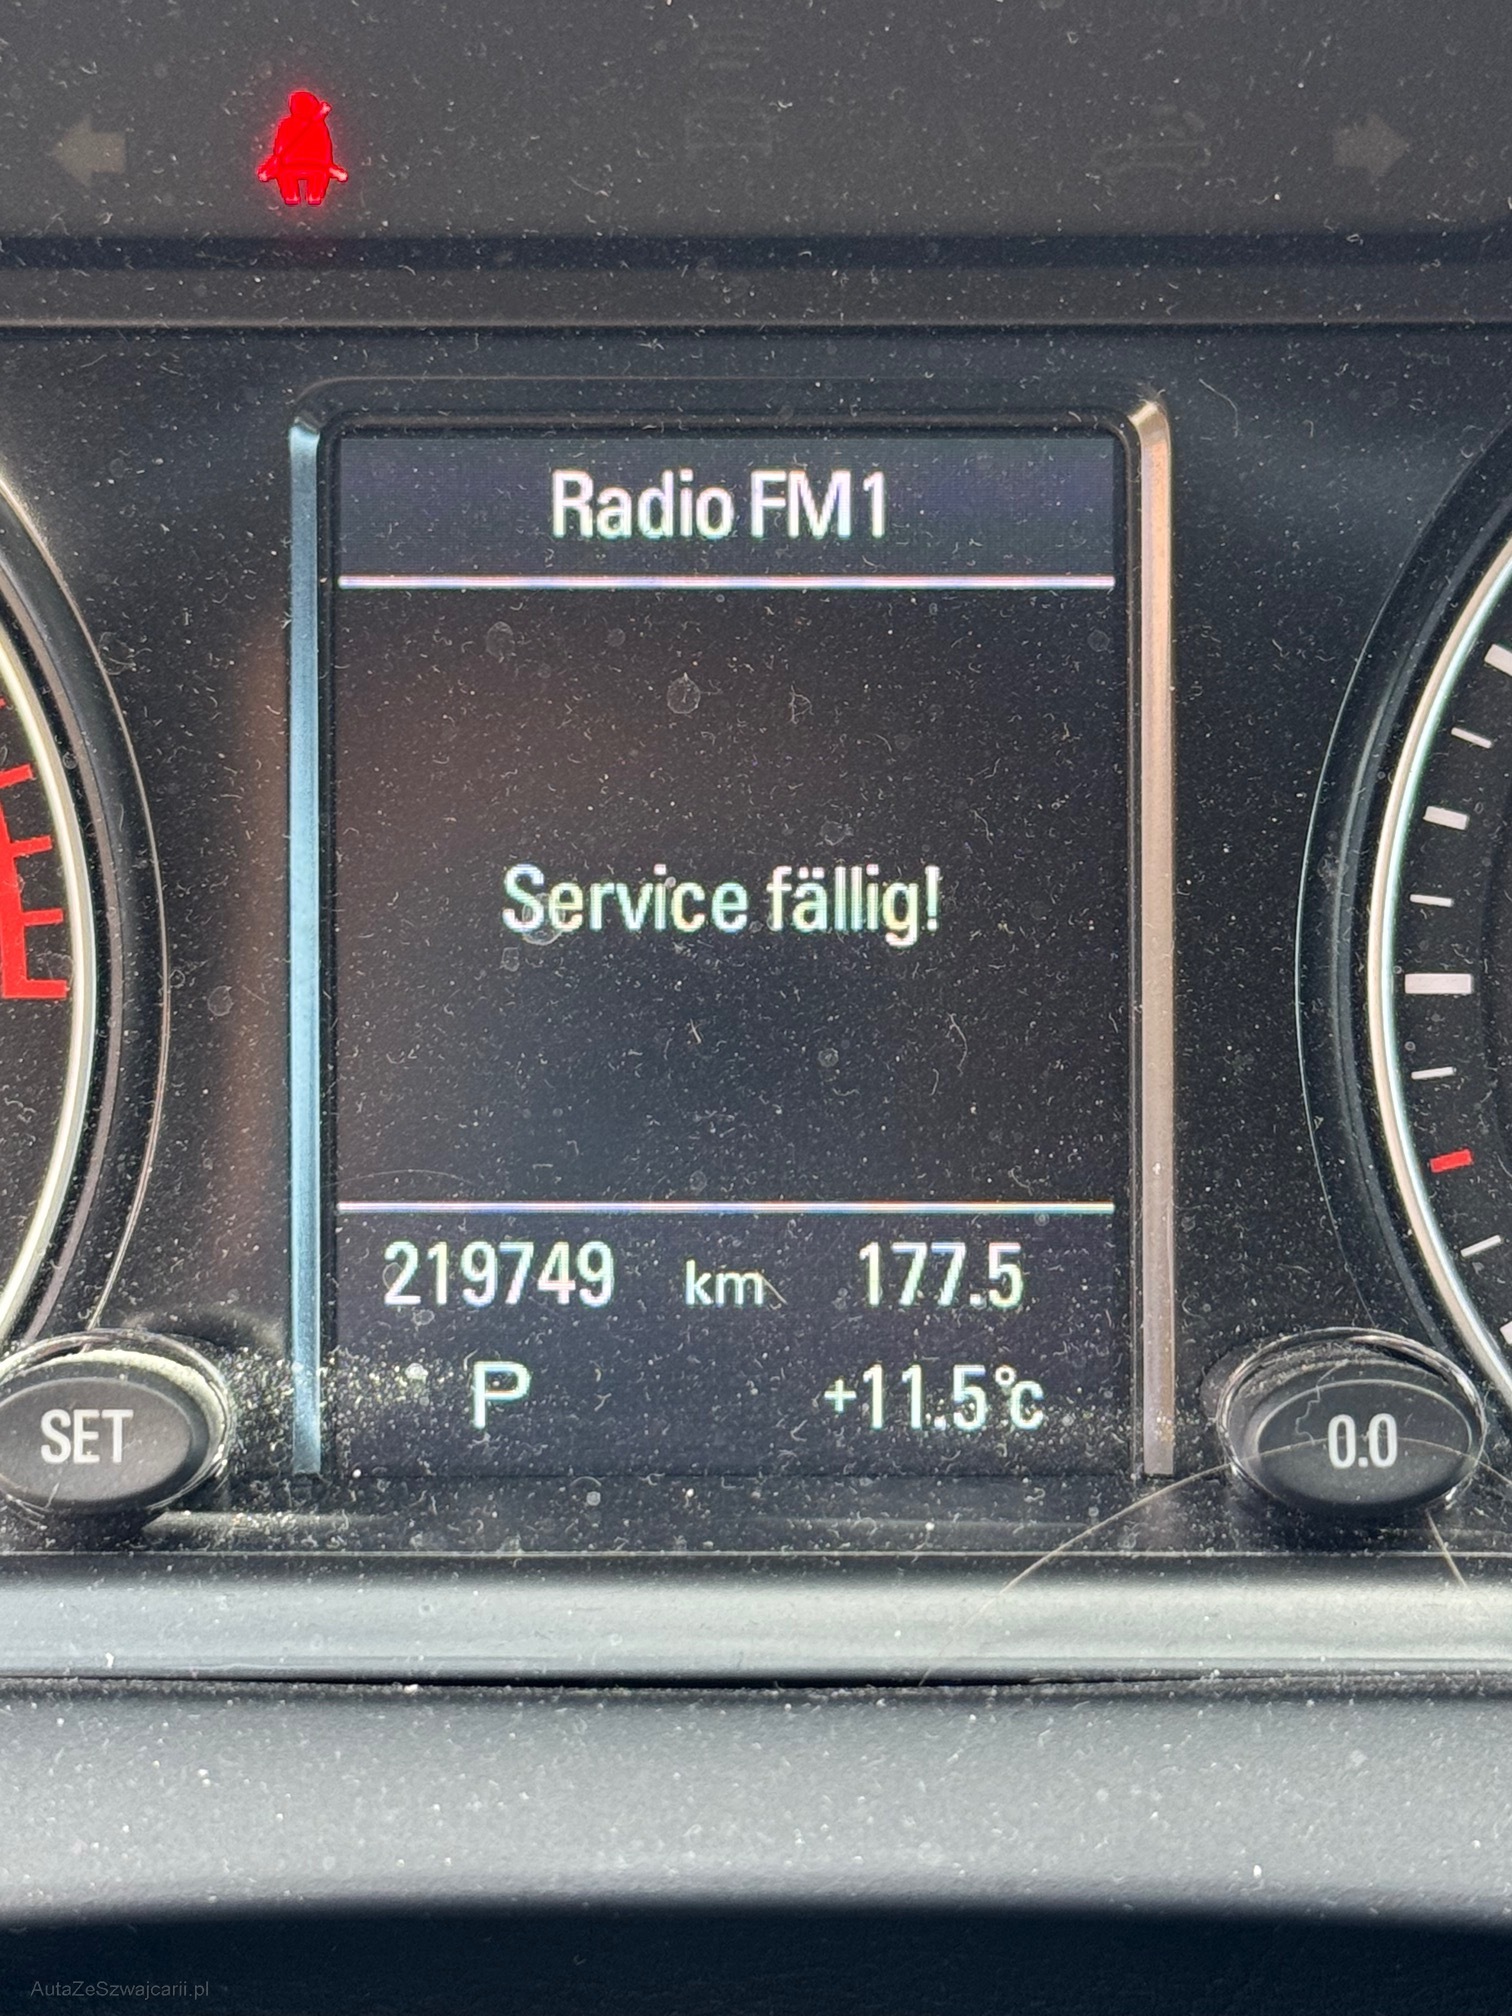 Radio FM1
Service fällig!
219749 km 177.5
P +11.5°C
SET
0.0
AutaZeSzwajcarii.pl